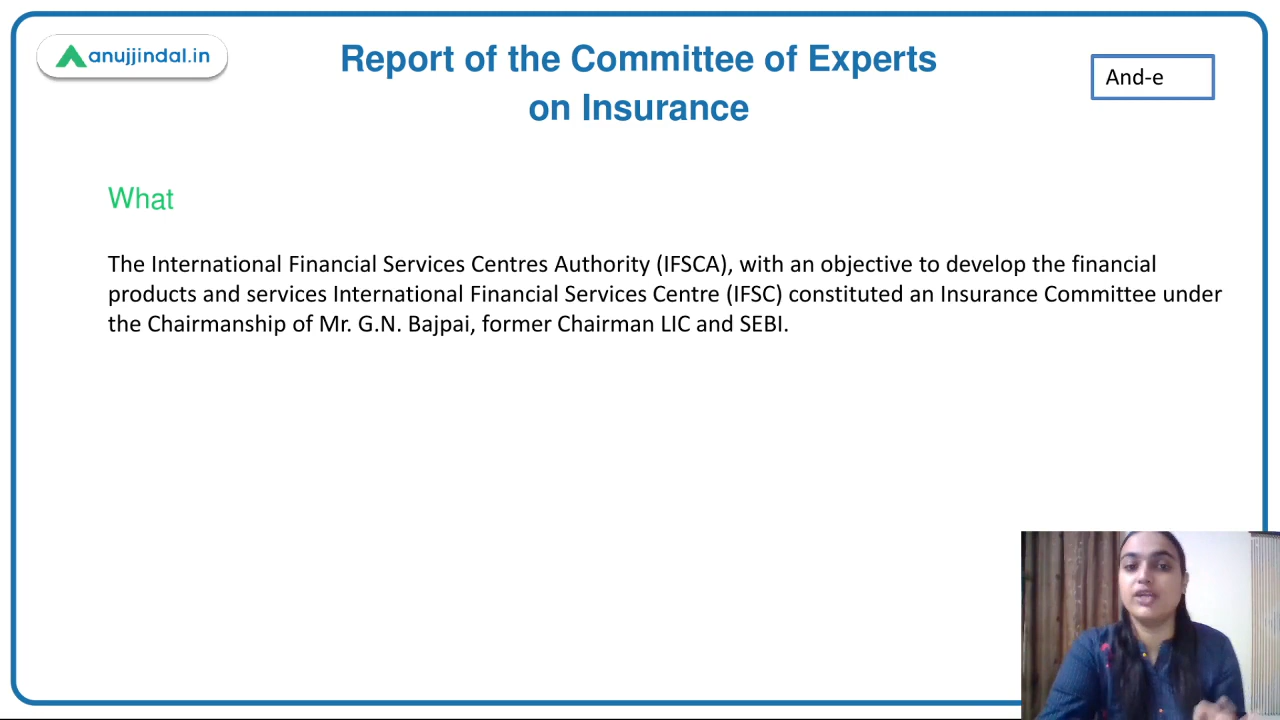 anujjindal.in
Report of the Committee of Experts
on Insurance
And-e
What
The International Financial Services Centres Authority (IFSCA), with an objective to develop the financial
products and services International Financial Services Centre (IFSC) constituted an Insurance Committee under
the Chairmanship of Mr. G.N. Bajpai, former Chairman LIC and SEBI.